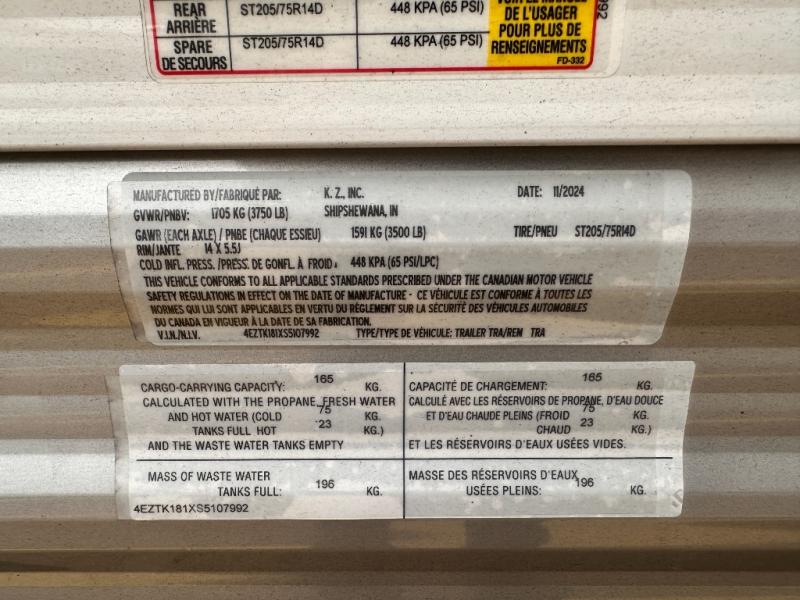 VOIR LE MANUEL
REAR ARRIÈRE ST205/75R14D 448 KPA (65 PSI) DE L'USAGER
POUR PLUS DE
SPARE DE SECOURS ST205/75R14D 448 KPA (65 PSI) RENSEIGNEMENTS
FD-332
992
MANUFACTURED BY/FABRIQUÉ PAR: K. Z., INC. DATE: 11/2024
GVWR/PNBV: 1705 KG (3750 LB) SHIPSHEWANA, IN
GAWR (EACH AXLE) / PNBE (CHAQUE ESSIEU) 1591 KG (3500 LB) TIRE/PNEU ST205/75R14D
RIM/JANTE 14 X 5.5J
COLD INFL. PRESS. /PRESS. DE GONFL À FROID: 448 KPA (65 PSI/LPC)
THIS VEHICLE CONFORMS TO ALL APPLICABLE STANDARDS PRESCRIBED UNDER THE CANADIAN MOTOR VEHICLE
SAFETY REGULATIONS IN EFFECT ON THE DATE OF MANUFACTURE - CE VÉHICULE EST CONFORME À TOUTES LES
NORMES QUI LUI SONT APPLICABLES EN VERTU DU RÈGLEMENT SUR LA SÉCURITÉ DES VÉHICULES AUTOMOBILES
DU CANADA EN VIGUEUR À LA DATE DE SA FABRICATION.
V.I.N./N.I.V. 4EZTK181XS5107992 TYPE/TYPE DE VÉHICULE: TRAILER TRA/REM TRA
CARGO-CARRYING CAPACITY: 165 KG.
CALCULATED WITH THE PROPANE, FRESH WATER
AND HOT WATER (COLD 75 KG.
TANKS FULL HOT 23 KG.)
AND THE WASTE WATER TANKS EMPTY
MASS OF WASTE WATER
TANKS FULL: 196 KG.
4EZTK181XS5107992
CAPACITÉ DE CHARGEMENT: 165 KG.
CALCULÉ AVEC LES RÉSERVOIRS DE PROPANE, D'EAU DOUCE
ET D'EAU CHAUDE PLEINS (FROID 75 KG.
CHAUD 23 KG.)
ET LES RÉSERVOIRS D'EAUX USÉES VIDES.
MASSE DES RÉSERVOIRS D'EAUX
USÉES PLEINS: 196 KG.